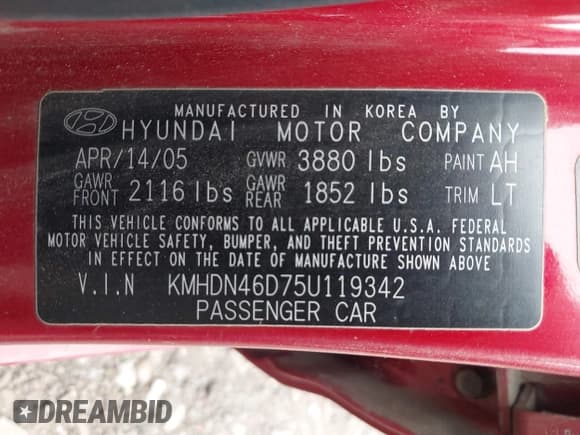 MANUFACTURED IN KOREA BY
HYUNDAI MOTOR COMPANY
APR/14/05 GVWR 3880 lbs PAINT AH
GAWR FRONT 2116 lbs GAWR REAR 1852 lbs TRIM LT
THIS VEHICLE CONFORMS TO ALL APPLICABLE U.S.A. FEDERAL
MOTOR VEHICLE SAFETY, BUMPER, AND THEFT PREVENTION STANDARDS
IN EFFECT ON THE DATE OF MANUFACTURE SHOWN ABOVE
V.I.N KMHDN46D75U119342
PASSENGER CAR
DREAMBID